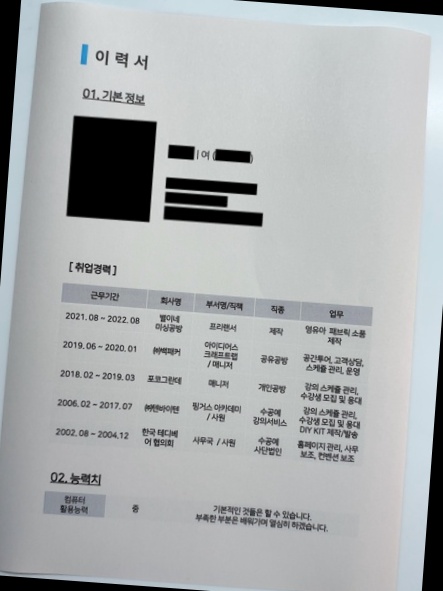 이력서
01. 기본 정보
| 여 ( )
[ 취업경력 ]
근무기간 회사명 부서명/직책 직종 업무
2021. 08 ~ 2022. 08 별이네 미싱공방 프리랜서 제작 영유아 패브릭 소품 제작
2019. 06 ~ 2020. 01 ㈜백패커 아이디어스 크래프트랩 / 매니저 공유공방 공간투어, 고객상담, 스케줄 관리, 운영
2018. 02 ~ 2019. 03 포코그란데 매니저 개인공방 강의 스케줄 관리, 수강생 모집 및 응대
2006. 02 ~ 2017. 07 ㈜텐바이텐 핑거스 아카데미 / 사원 수공예 강의서비스 강의 스케줄 관리, 수강생 모집 및 응대 DIY KIT 제작/발송
2002. 08 ~ 2004.12 한국 테디베어 협의회 사무국 / 사원 수공예 사단법인 홈페이지 관리, 사무 보조, 컨벤션 보조
02. 능력치
컴퓨터 활용능력 중 기본적인 것들은 할 수 있습니다.
부족한 부분은 배워가며 열심히 하겠습니다.